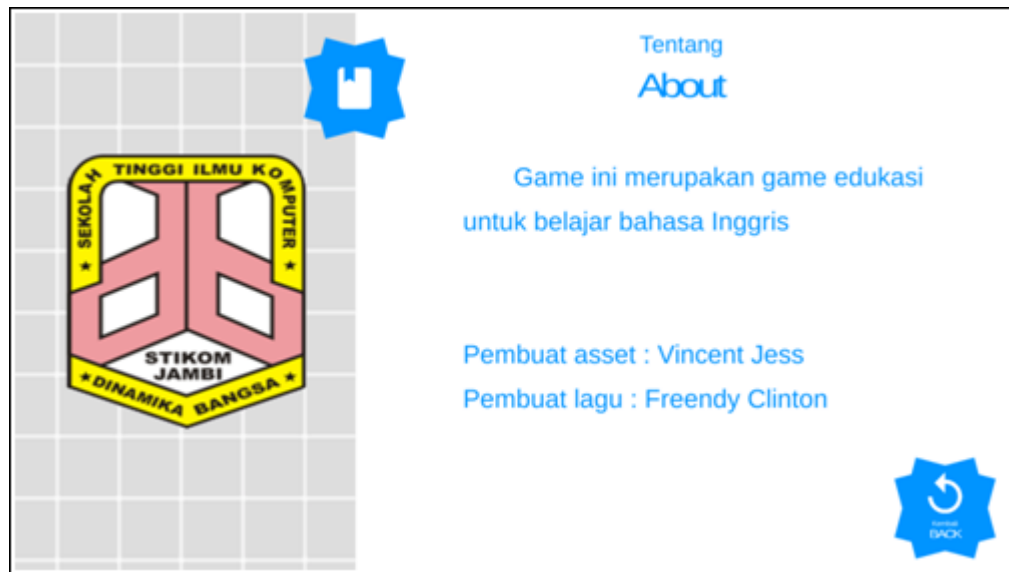 SEKOLAH TINGGI ILMU KOMPUTER
STIKOM
JAMBI
DINAMIKA BANGSA
Tentang
About
Game ini merupakan game edukasi
untuk belajar bahasa Inggris
Pembuat asset : Vincent Jess
Pembuat lagu : Freendy Clinton
Kembali
BACK